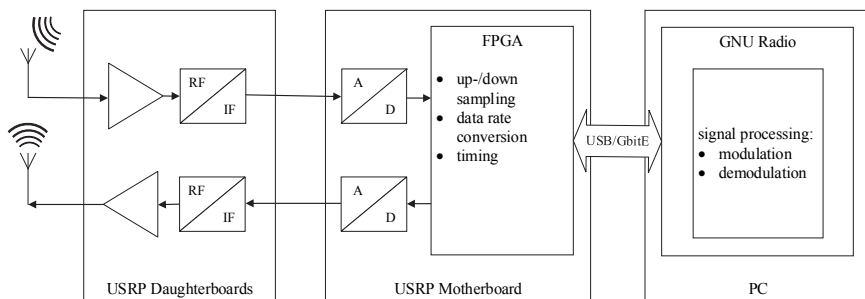 FPGA
GNU Radio
RF
IF
A
D
• up-/down
sampling
• data rate
conversion
• timing
USB/GbitE
signal processing:
• modulation
• demodulation
RF
IF
A
D
USRP Daughterboards
USRP Motherboard
PC